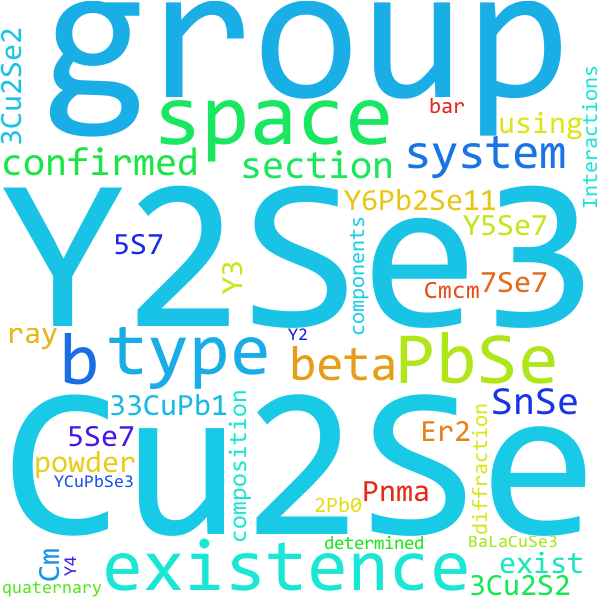 group
3Cu2Se2
bar
Interactions
space
using
confirmed
section
system
Y2Se3
Y6Pb2Se11
Y5Se7
5S7
Y3
components
Cmcm
7Se7
ray
b
type
Y2
beta
PbSe
Cu2Se
33CuPb1
SnSe
5Se7
composition
Er2
diffraction
powder
YCuPbSe3
2Pb0
Pnma
determined
BaLaCuSe3
Cm
Y4
existence
exist
quaternary
3Cu2S2